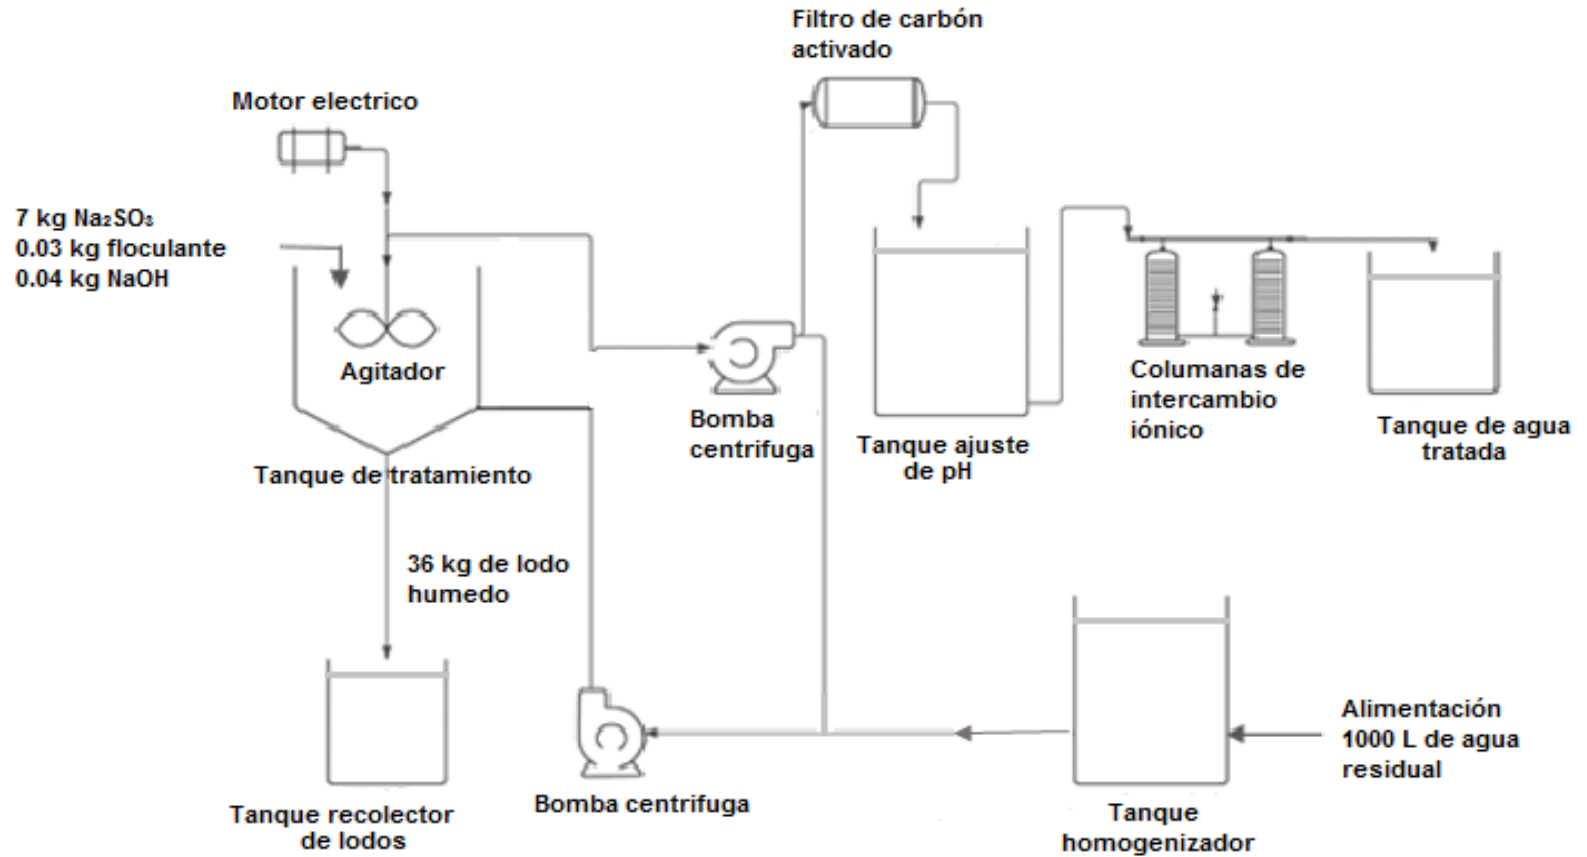 Filtro de carbón
activado
Motor electrico
7 kg Na₂SO₃
0.03 kg floculante
0.04 kg NaOH
Agitador
Tanque de tratamiento
Bomba
centrifuga
Tanque ajuste
de pH
Columanas de
intercambio
iónico
Tanque de agua
tratada
36 kg de lodo
humedo
Tanque recolector
de lodos
Bomba centrifuga
Tanque
homogenizador
Alimentación
1000 L de agua
residual